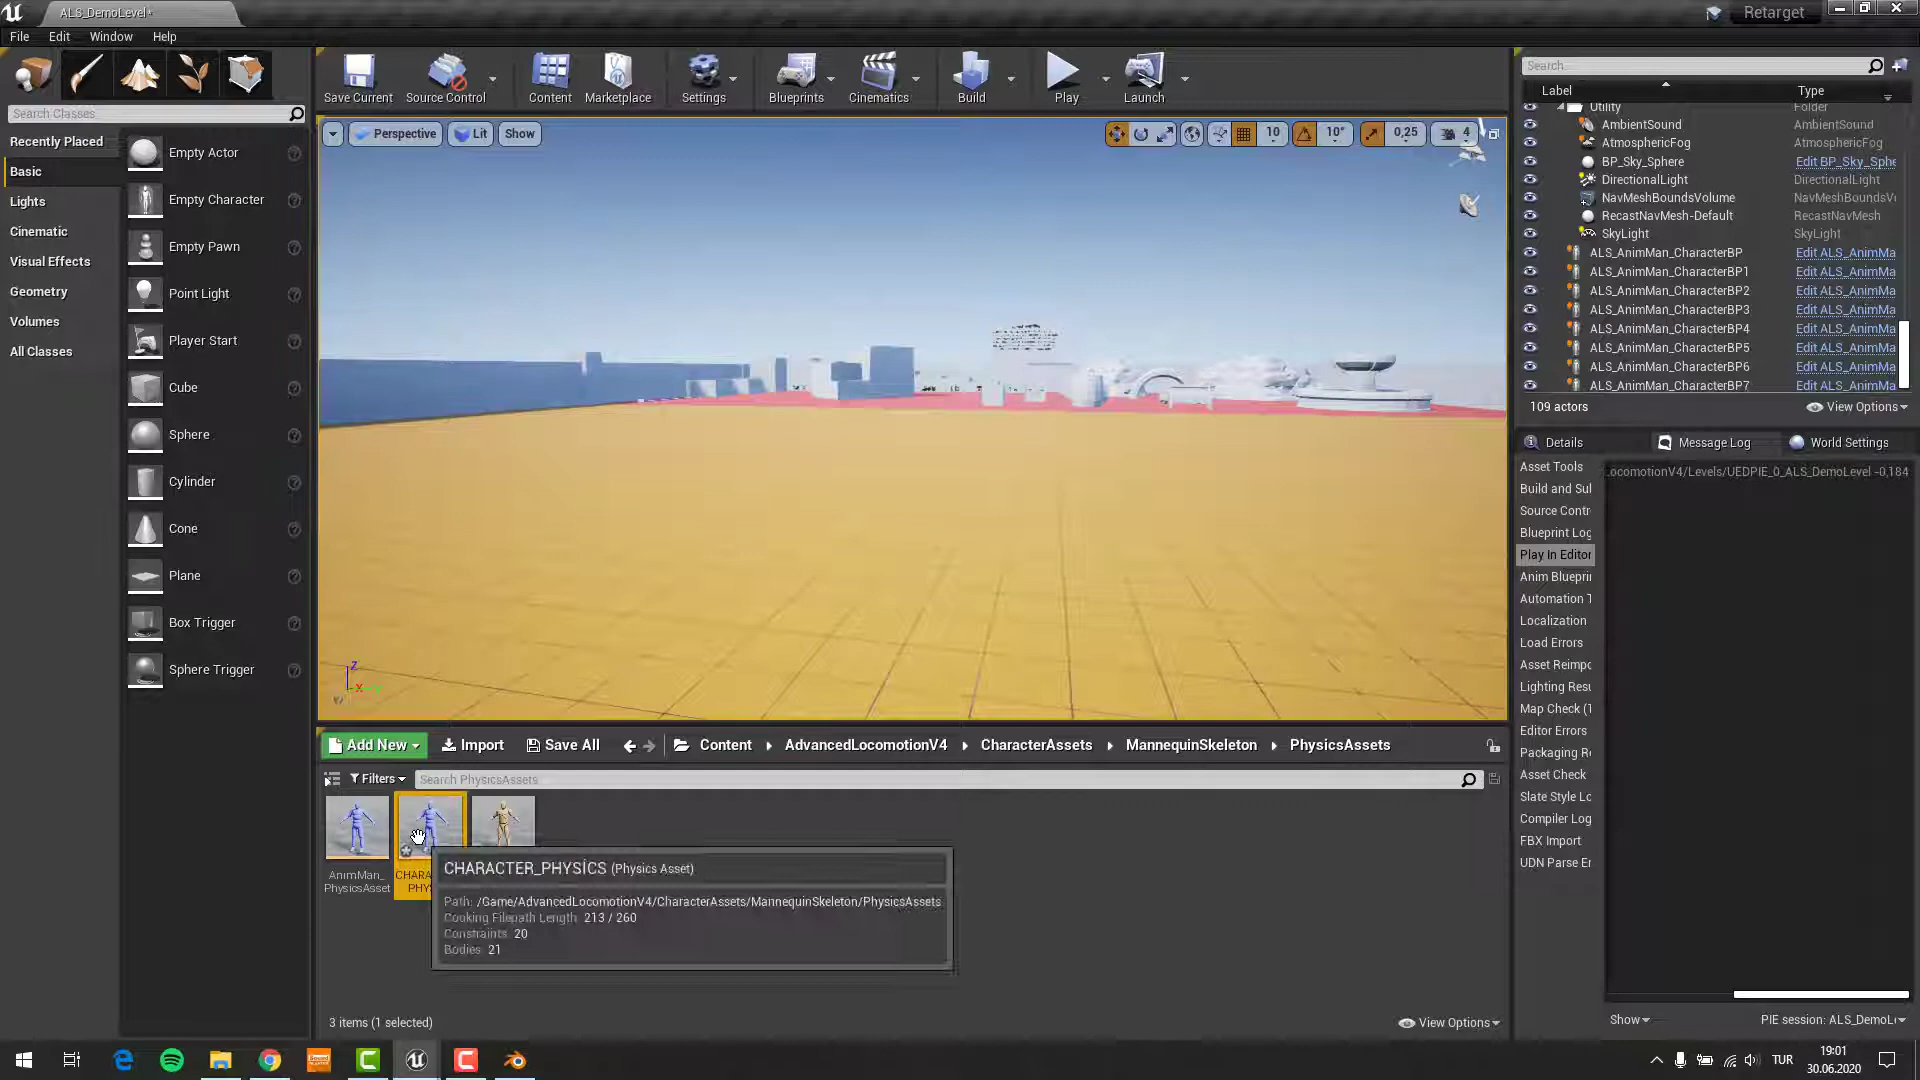 ALS_DemoLevel*
Retarget
File Edit Window Help
Search Classes
Recently Placed
Basic
Lights
Cinematic
Visual Effects
Geometry
Volumes
All Classes
Empty Actor
Empty Character
Empty Pawn
Point Light
Player Start
Cube
Sphere
Cylinder
Cone
Plane
Box Trigger
Sphere Trigger
Save Current Source Control Content Marketplace Settings Blueprints Cinematics Build Play Launch
Perspective Lit Show
10 10° 0,25 4
Z
X
Search...
Label Type
Utility Folder
AmbientSound AmbientSound
AtmosphericFog AtmosphericFog
BP_Sky_Sphere Edit BP_Sky_Sphe
DirectionalLight DirectionalLight
NavMeshBoundsVolume NavMeshBoundsV
RecastNavMesh-Default RecastNavMesh
SkyLight SkyLight
ALS_AnimMan_CharacterBP Edit ALS_AnimMa
ALS_AnimMan_CharacterBP1 Edit ALS_AnimMa
ALS_AnimMan_CharacterBP2 Edit ALS_AnimMa
ALS_AnimMan_CharacterBP3 Edit ALS_AnimMa
ALS_AnimMan_CharacterBP4 Edit ALS_AnimMa
ALS_AnimMan_CharacterBP5 Edit ALS_AnimMa
ALS_AnimMan_CharacterBP6 Edit ALS_AnimMa
ALS_AnimMan_CharacterBP7 Edit ALS_AnimMa
109 actors View Options
Details Message Log World Settings
Asset Tools
Build and Sul
Source Contr
Blueprint Log
Play In Editor
Anim Bluepri
Automation T
Localization
Load Errors
Asset Reimpo
Lighting Resu
Map Check (1
Editor Errors
Packaging Re
Asset Check
Slate Style Lo
Compiler Log
FBX Import
UDN Parse Er
ocomotionV4/Levels/UEDPIE_0_ALS_DemoLevel -0,184
Show PIE session: ALS_DemoL
Add New Import Save All Content AdvancedLocomotionV4 CharacterAssets MannequinSkeleton PhysicsAssets
Filters Search PhysicsAssets
AnimMan_
PhysicsAsset
CHARA
PHY
CHARACTER_PHYSİCS (Physics Asset)
Path: /Game/AdvancedLocomotionV4/CharacterAssets/MannequinSkeleton/PhysicsAssets
Cooking Filepath Length 213 / 260
Constraints 20
Bodies 21
3 items (1 selected) View Options
TUR
19:01
30.06.2020